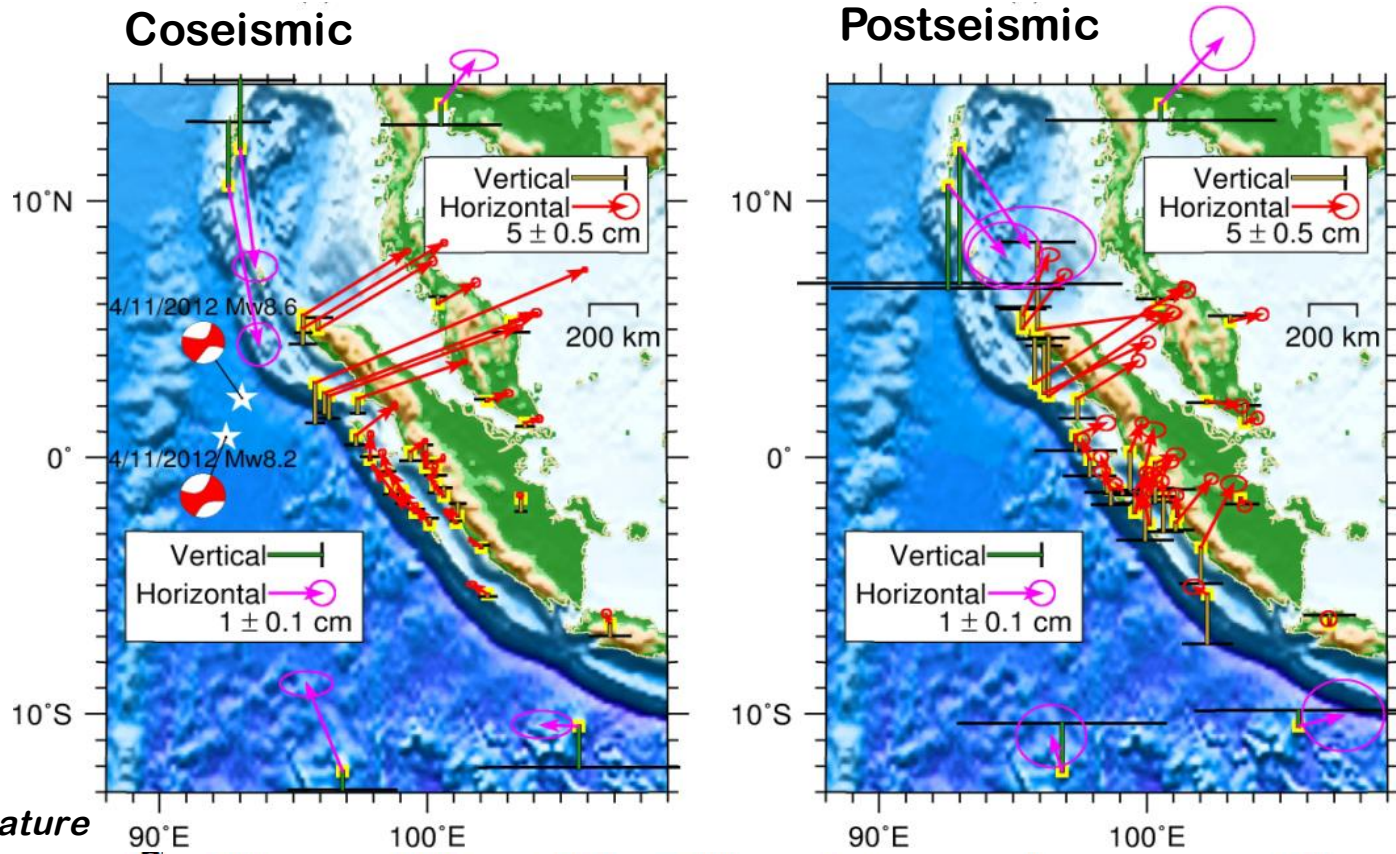 Coseismic
Postseismic
Vertical
Horizontal
5 ± 0.5 cm
Vertical
Horizontal
5 ± 0.5 cm
10˚N
10˚N
4/11/2012 Mw8.6
200 km
200 km
0˚
0˚
4/11/2012 Mw8.2
Vertical
Horizontal
1 ± 0.1 cm
Vertical
Horizontal
1 ± 0.1 cm
10˚S
10˚S
ature
90˚E
100˚E
90˚E
100˚E